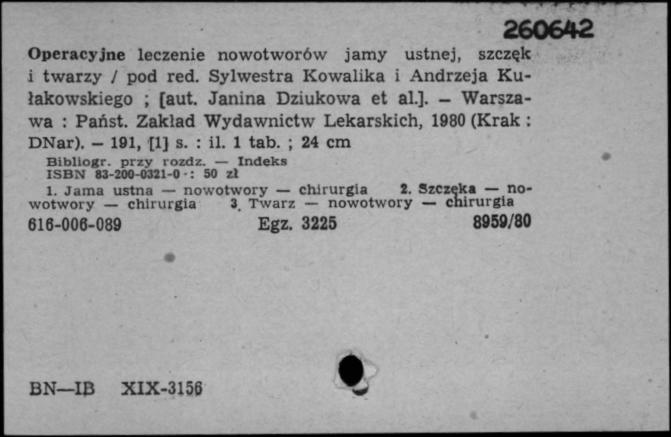 260642
Operacyjne leczenie nowotworów jamy ustnej, szczęk
i twarzy / pod red. Sylwestra Kowalika i Andrzeja Ku-
łakowskiego ; [aut. Janina Dziukowa et al.]. — Warsza-
wa : Państ. Zakład Wydawnictw Lekarskich, 1980 (Krak :
DNar). — 191, [1] s. : il. 1 tab. ; 24 cm
Bibliogr. przy rozdz. — Indeks
ISBN 83-200-0321-0 : 50 zł
1. Jama ustna — nowotwory — chirurgia 2. Szczęka — no-
wotwory — chirurgia 3. Twarz — nowotwory — chirurgia
616-006-089 Egz. 3225 8959/80
BN—IB XIX-3156